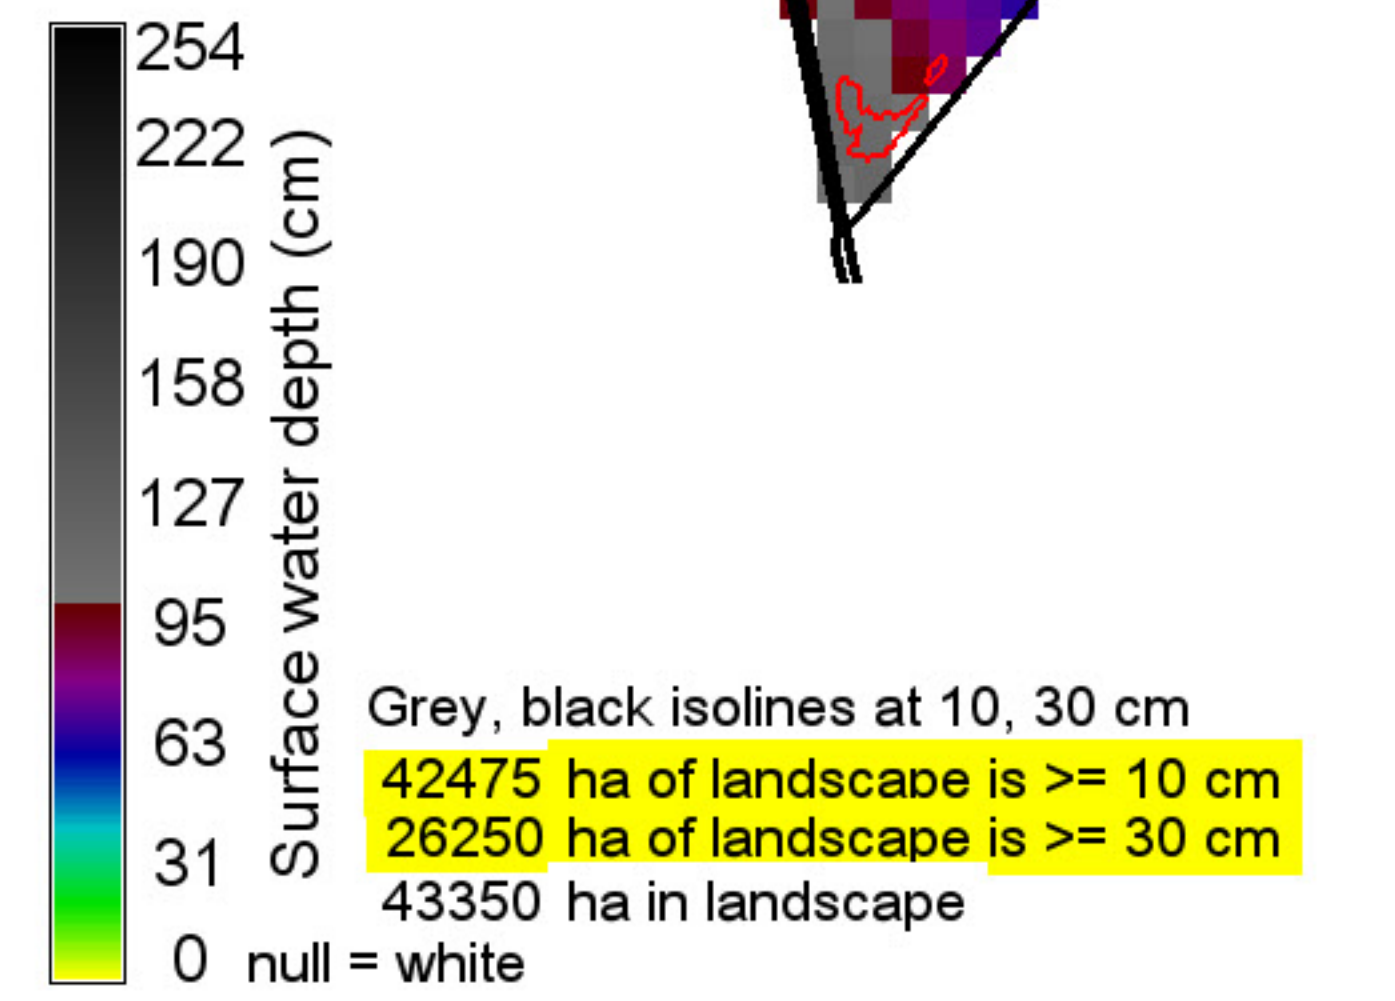 254
222
190
158
127
95
63
31
0
Surface water depth (cm)
Grey, black isolines at 10, 30 cm
42475 ha of landscape is >= 10 cm
26250 ha of landscape is >= 30 cm
43350 ha in landscape
null = white